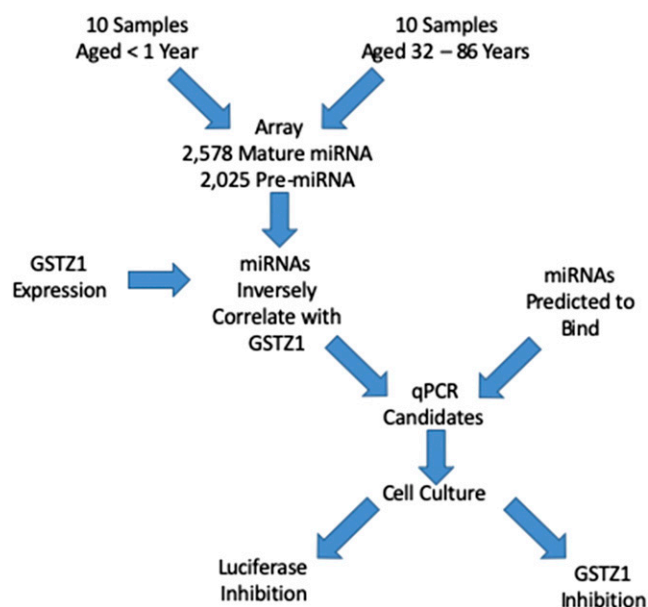 10 Samples
Aged < 1 Year
10 Samples
Aged 32 – 86 Years
Array
2,578 Mature miRNA
2,025 Pre-miRNA
GSTZ1
Expression
miRNAs
Inversely
Correlate with
GSTZ1
miRNAs
Predicted to
Bind
qPCR
Candidates
Cell Culture
Luciferase
Inhibition
GSTZ1
Inhibition